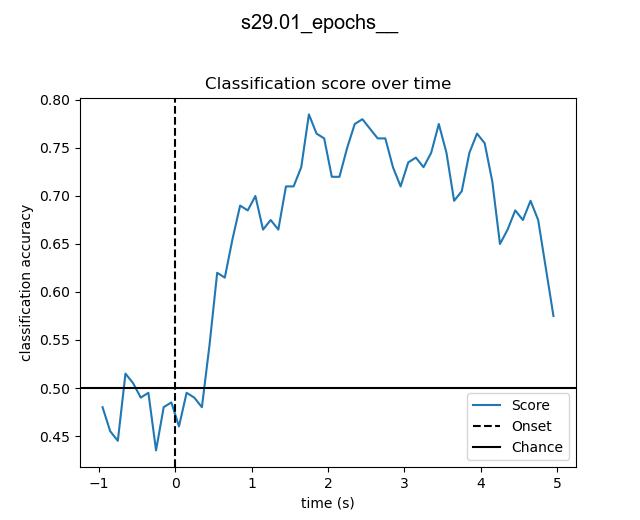 s29.01_epochs__
Classification score over time
0.80
0.75
0.70
0.65
0.60
0.55
0.50
0.45
classification accuracy
−1
0
1
2
3
4
5
time (s)
Score
Onset
Chance